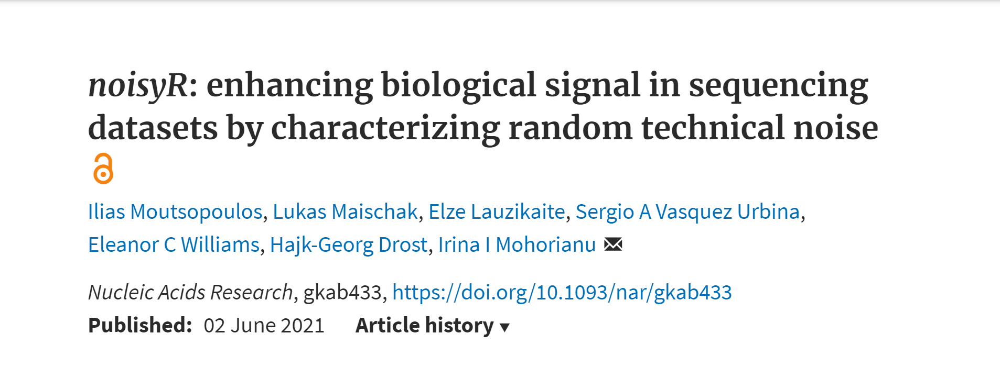 noisyR: enhancing biological signal in sequencing
datasets by characterizing random technical noise
Ilias Moutsopoulos, Lukas Maischak, Elze Lauzikaite, Sergio A Vasquez Urbina,
Eleanor C Williams, Hajk-Georg Drost, Irina I Mohorianu
Nucleic Acids Research, gkab433, https://doi.org/10.1093/nar/gkab433
Published: 02 June 2021 Article history ▼